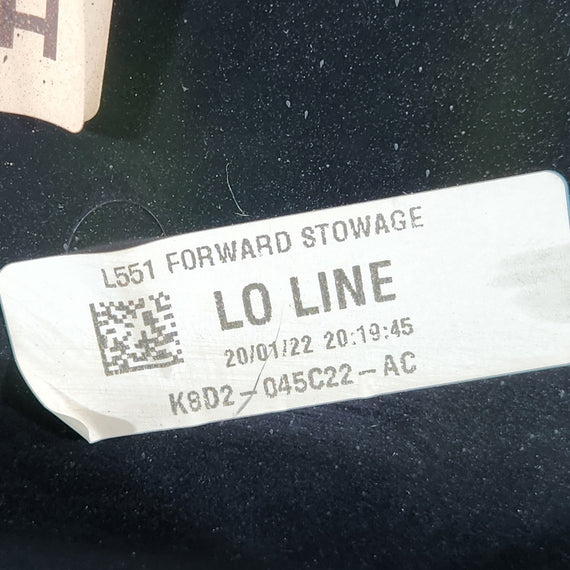 H
L551 FORWARD STOWAGE
LO LINE
20/01/22 20:19:45
K8D2-045C22-AC